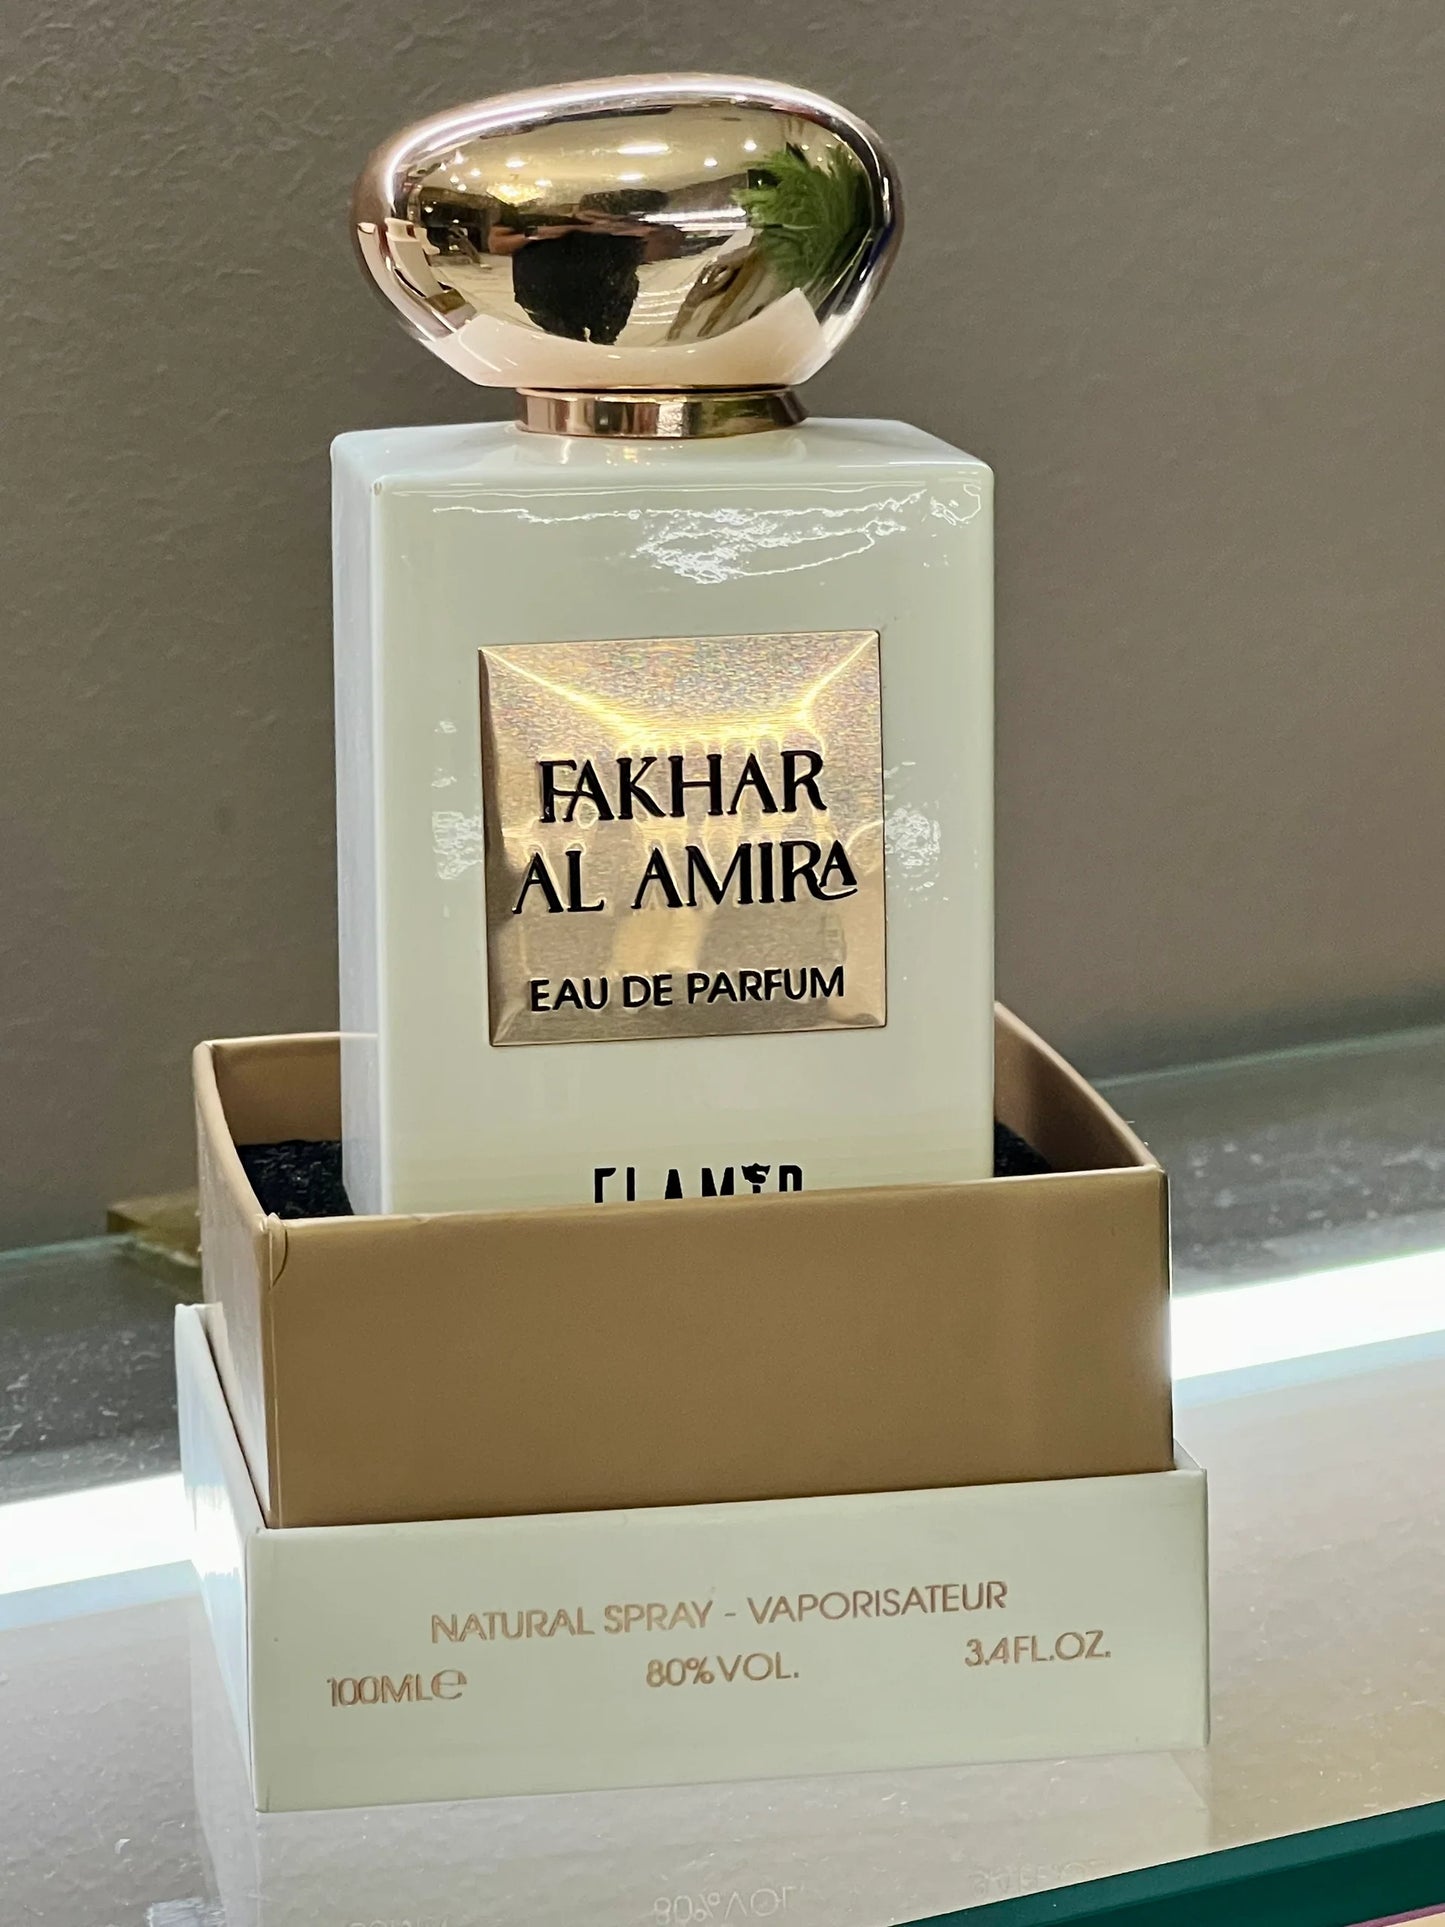 FAKHAR
AL AMIRA
EAU DE PARFUM
NATURAL SPRAY - VAPORISATEUR
100ML℮ 80%VOL. 3.4FL.OZ.